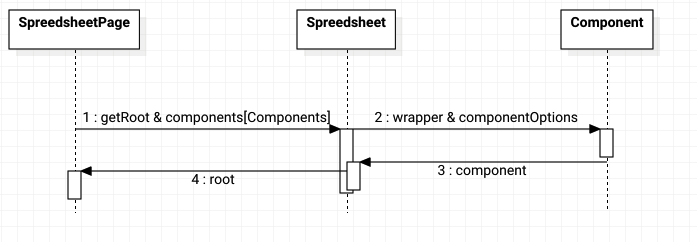 SpreedsheetPage
Spreedsheet
Component
1 : getRoot & components[Components]
2 : wrapper & componentOptions
3 : component
4 : root